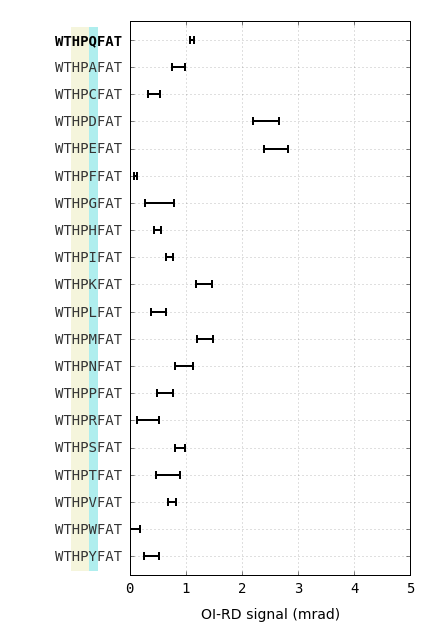 WTHPQFAT
WTHPAFAT
WTHPCFAT
WTHPDFAT
WTHPEFAT
WTHPFFAT
WTHPGFAT
WTHPHFAT
WTHPIFAT
WTHPKFAT
WTHPLFAT
WTHPMFAT
WTHPNFAT
WTHPPFAT
WTHPRFAT
WTHPSFAT
WTHPTFAT
WTHPVFAT
WTHPWFAT
WTHPYFAT
0 1 2 3 4 5
OI-RD signal (mrad)